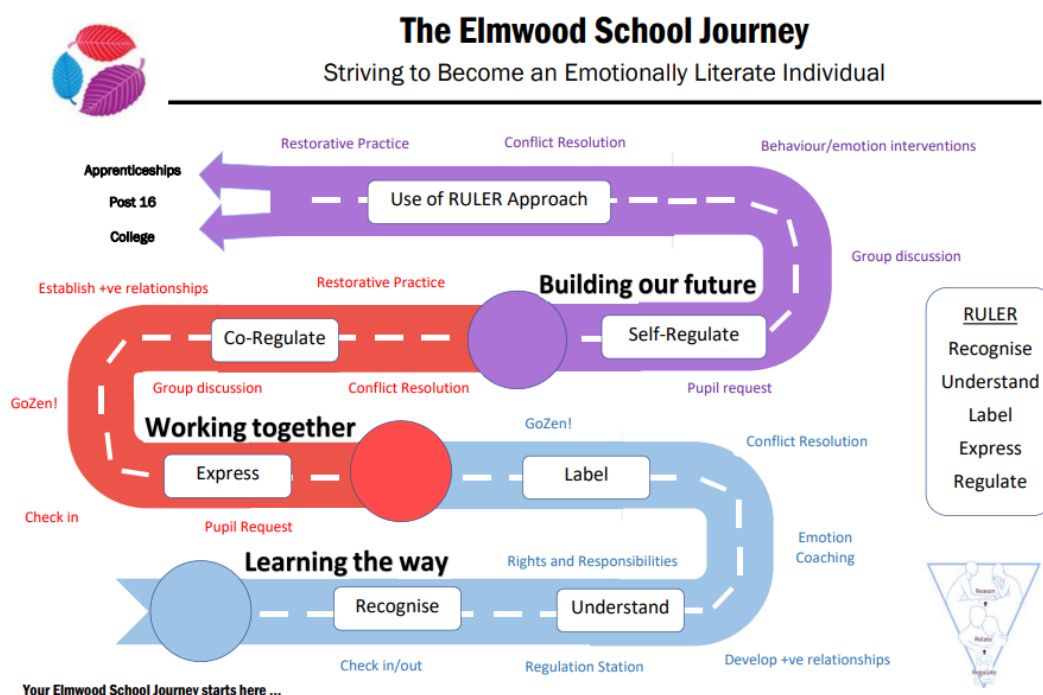 The Elmwood School Journey
Striving to Become an Emotionally Literate Individual
Restorative Practice
Conflict Resolution
Behaviour/emotion interventions
Apprenticeships
Post 16
College
Use of RULER Approach
Group discussion
Establish +ve relationships
Restorative Practice
Building our future
Co-Regulate
Self-Regulate
RULER
Recognise
Understand
Label
Express
Regulate
Group discussion
Conflict Resolution
Pupil request
GoZen!
Working together
GoZen!
Conflict Resolution
Express
Label
Check in
Pupil Request
Emotion
Coaching
Learning the way
Rights and Responsibilities
Recognise
Understand
Reason
Relate
Regulate
Check in/out
Regulation Station
Develop +ve relationships
Your Elmwood School Journey starts here ...